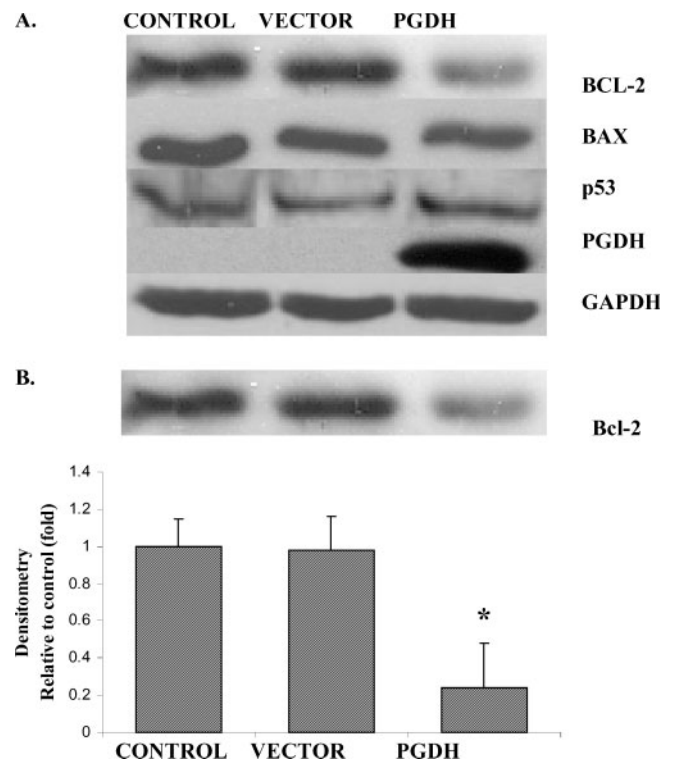 A.
CONTROL VECTOR PGDH
BCL-2
BAX
p53
PGDH
GAPDH
B.
Bcl-2
Densitometry
Relative to control (fold)
1.4
1.2
1
0.8
0.6
0.4
0.2
0
*
CONTROL VECTOR PGDH